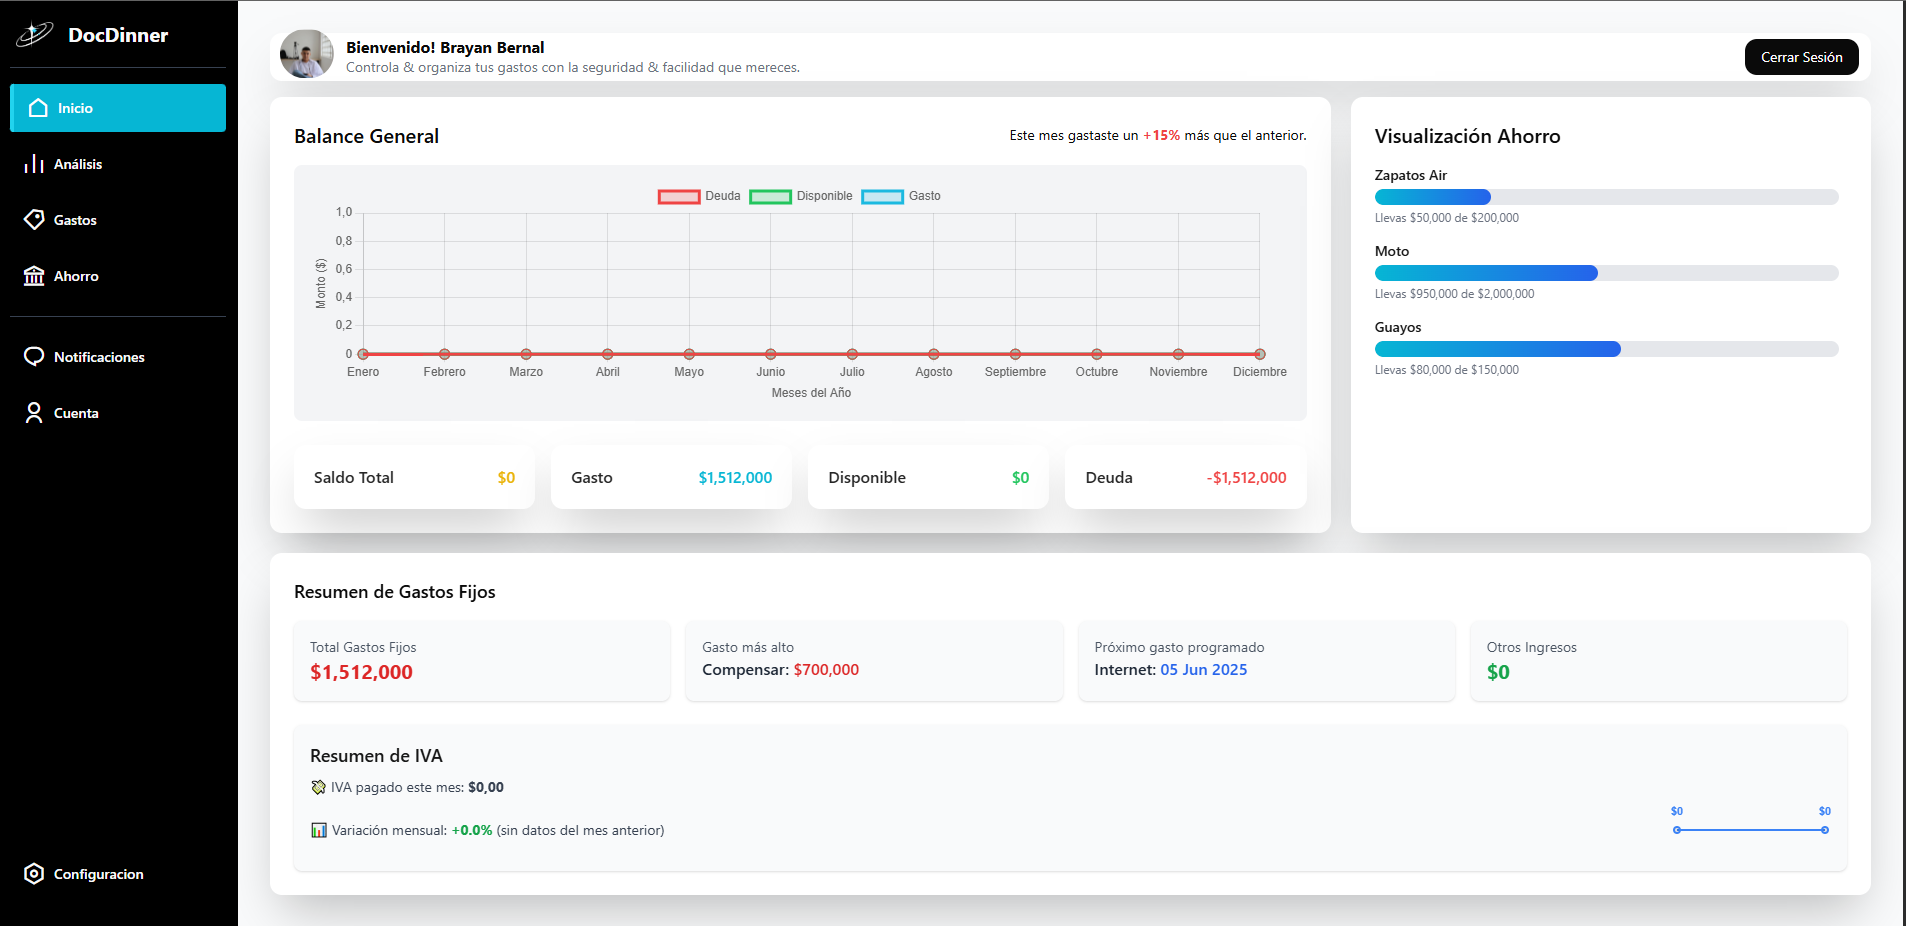 DocDinner
Inicio
Análisis
Gastos
Ahorro
Notificaciones
Cuenta
Configuracion
Bienvenido! Brayan Bernal
Controla & organiza tus gastos con la seguridad & facilidad que mereces.
Cerrar Sesión
Balance General
Este mes gastaste un +15% más que el anterior.
Deuda Disponible Gasto
Monto ($)
1,0
0,8
0,6
0,4
0,2
0
Enero Febrero Marzo Abril Mayo Junio Julio Agosto Septiembre Octubre Noviembre Diciembre
Meses del Año
Saldo Total $0
Gasto $1,512,000
Disponible $0
Deuda -$1,512,000
Visualización Ahorro
Zapatos Air
Llevas $50,000 de $200,000
Moto
Llevas $950,000 de $2,000,000
Guayos
Llevas $80,000 de $150,000
Resumen de Gastos Fijos
Total Gastos Fijos
$1,512,000
Gasto más alto
Compensar: $700,000
Próximo gasto programado
Internet: 05 Jun 2025
Otros Ingresos
$0
Resumen de IVA
IVA pagado este mes: $0,00
Variación mensual: +0.0% (sin datos del mes anterior)
$0 $0